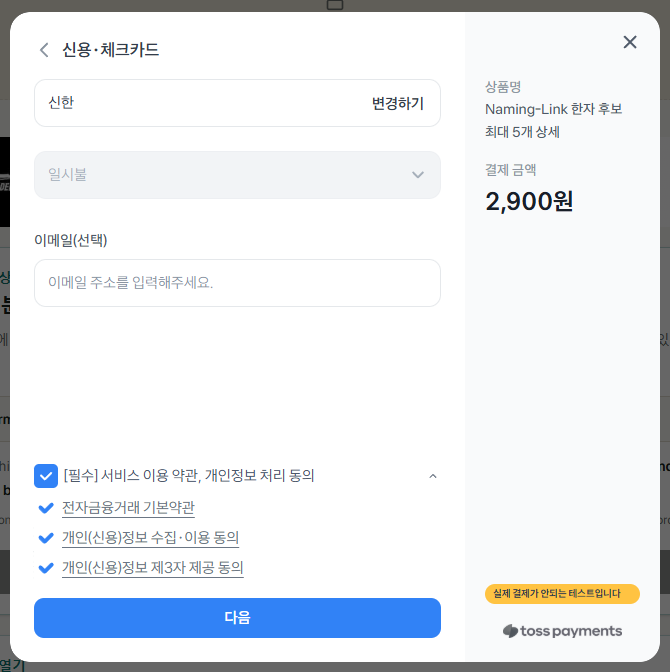 신용·체크카드
신한
변경하기
일시불
이메일(선택)
이메일 주소를 입력해주세요.
[필수] 서비스 이용 약관, 개인정보 처리 동의
전자금융거래 기본약관
개인(신용)정보 수집·이용 동의
개인(신용)정보 제3자 제공 동의
다음
상품명
Naming-Link 한자 후보
최대 5개 상세
결제 금액
2,900원
실제 결제가 안되는 테스트입니다
toss payments
열기